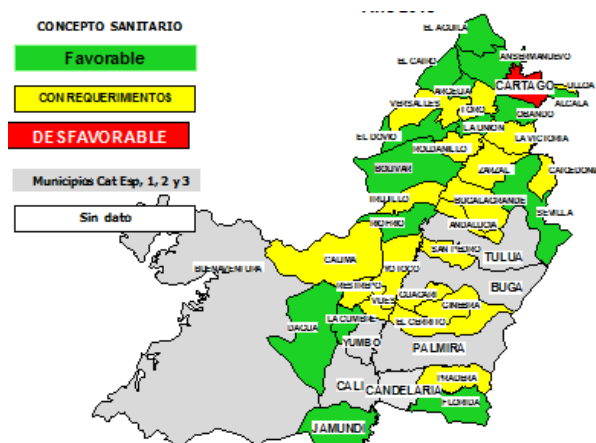 CONCEPTO SANITARIO
Favorable
CON REQUERIMIENTOS
DESFAVORABLE
Municipios Cat Esp, 1, 2 y 3
Sin dato
EL AGUILA
ANSERMANUEVO
EL CAIRO
CARTAGO
ULLOA
ARGELIA
ALCALA
VERSALLES
TORO
OBANDO
LA UNION
EL DOVIO
LA VICTORIA
ROLDANILLO
BOLIVAR
ZARZAL
CAICEDONIA
TRUJILLO
BUGALAGRANDE
RIOFRIO
ANDALUCIA
SEVILLA
SAN PEDRO
TULUA
CALIMA
YOTOCO
BUENAVENTURA
RESTREPO
GUACARI
BUGA
VIJES
GINEBRA
LA CUMBRE
EL CERRITO
DAGUA
YUMBO
PALMIRA
PRADERA
CALI
CANDELARIA
FLORIDA
JAMUNDI